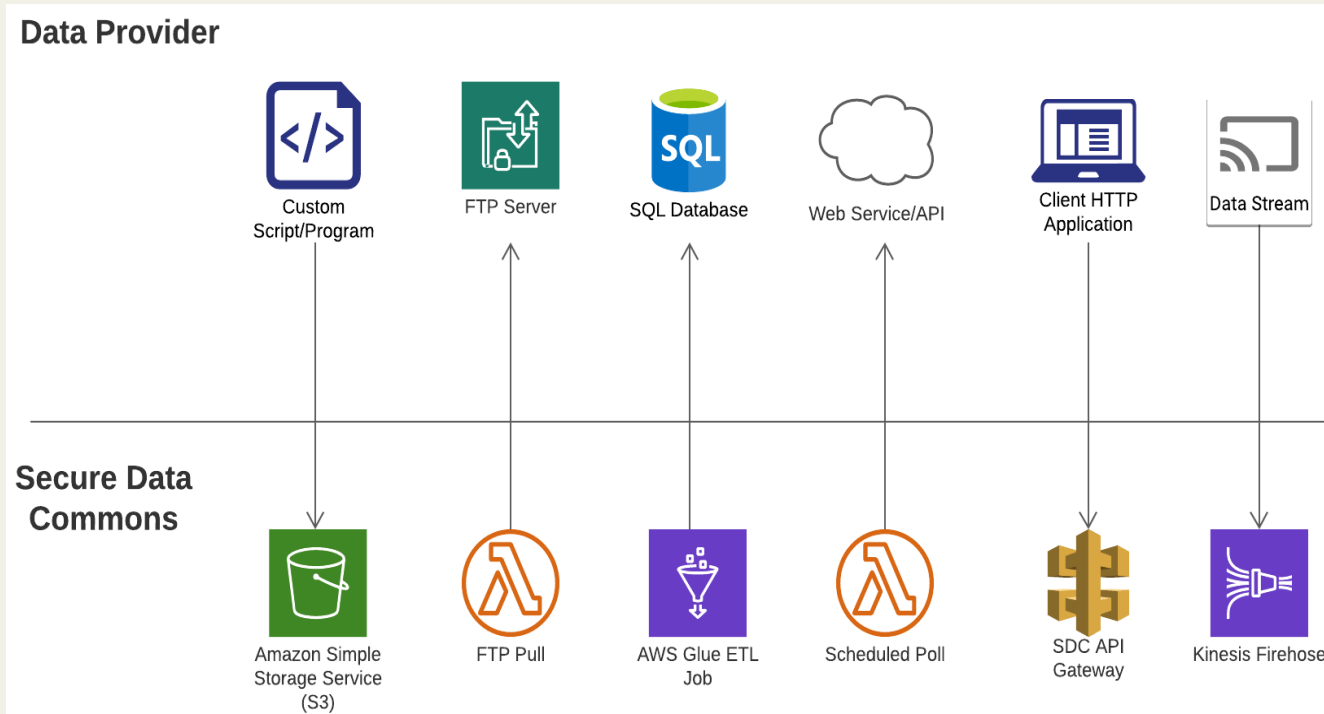 Data Provider
Custom
Script/Program
FTP Server
SQL
SQL Database
Web Service/API
Client HTTP
Application
Data Stream
Secure Data
Commons
Amazon Simple
Storage Service
(S3)
FTP Pull
AWS Glue ETL
Job
Scheduled Poll
SDC API
Gateway
Kinesis Firehose